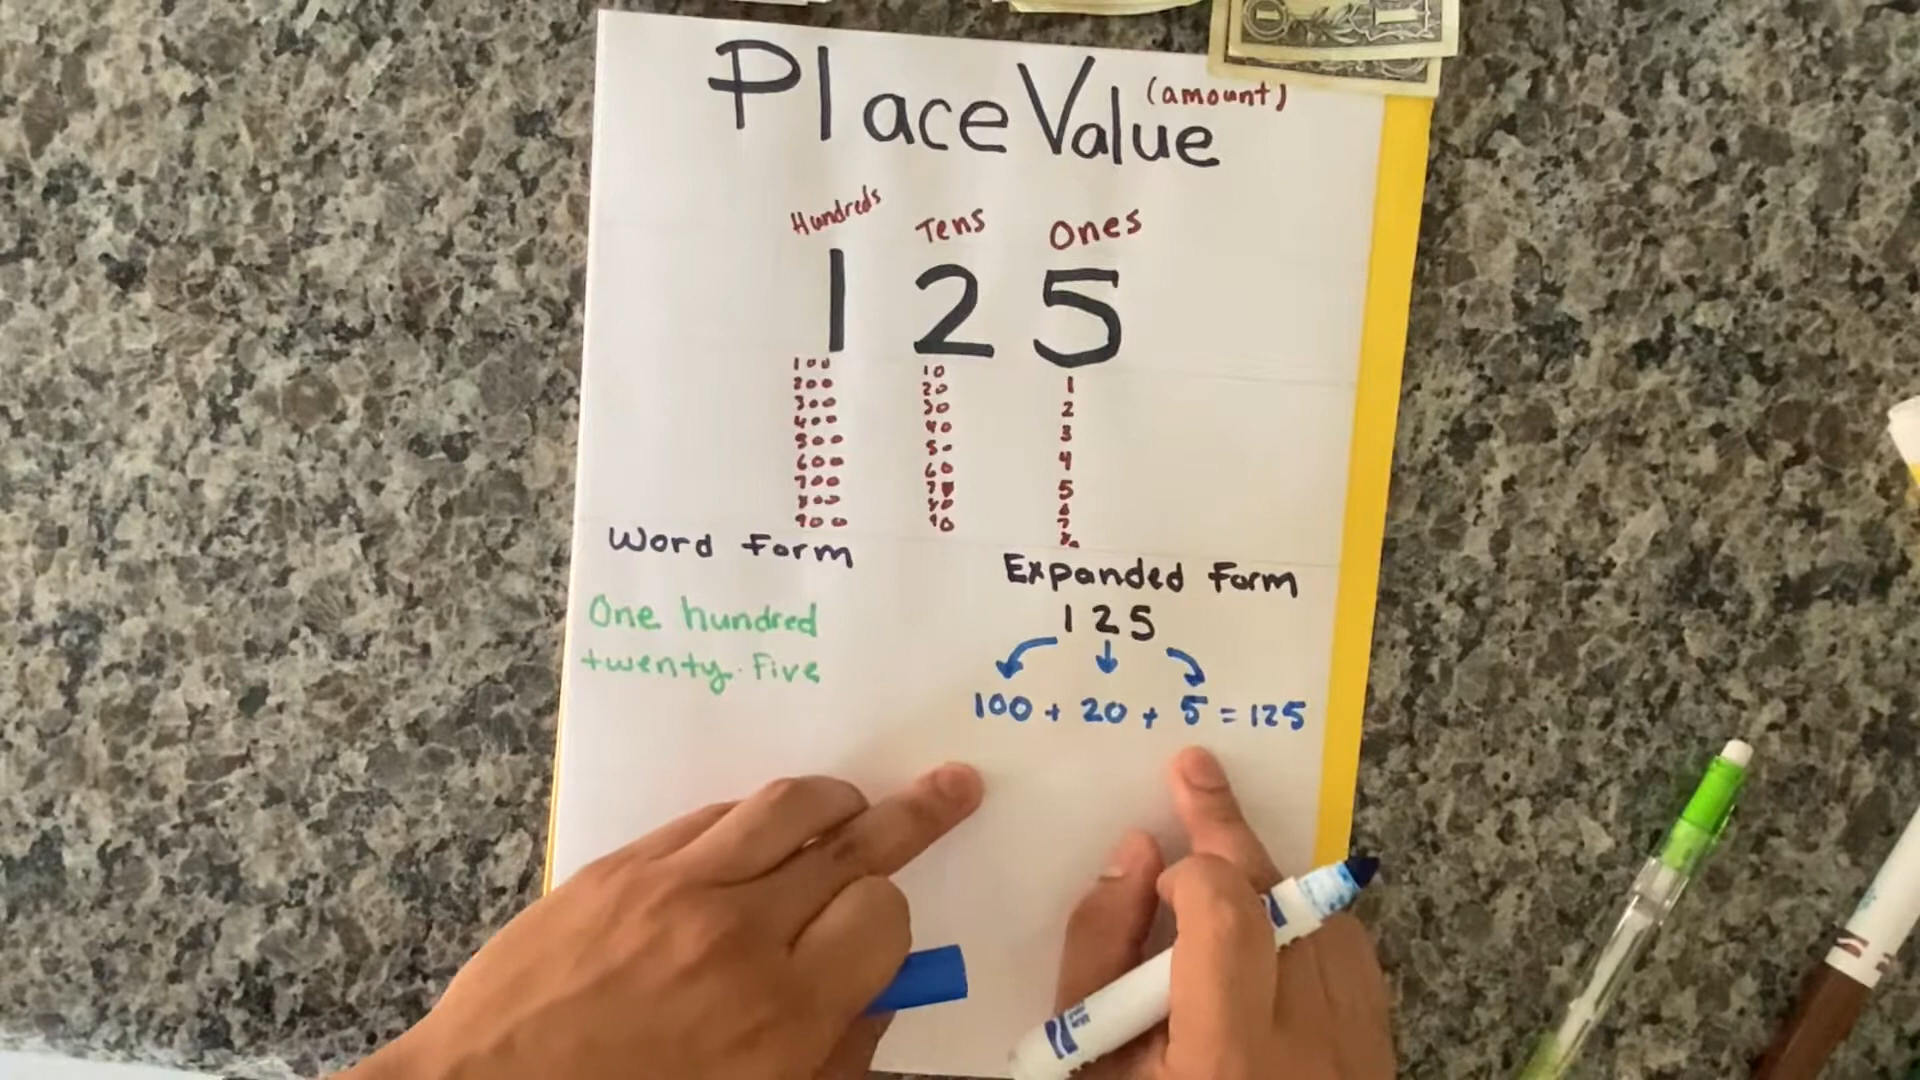 Place Value (amount)
Hundreds Tens Ones
1 2 5
100 10 1
200 20 2
300 30 3
400 40 4
500 50 5
600 60 6
700 70 7
800 80
900 90
Word Form
One hundred
twenty-Five
Expanded Form
125
100 + 20 + 5 = 125